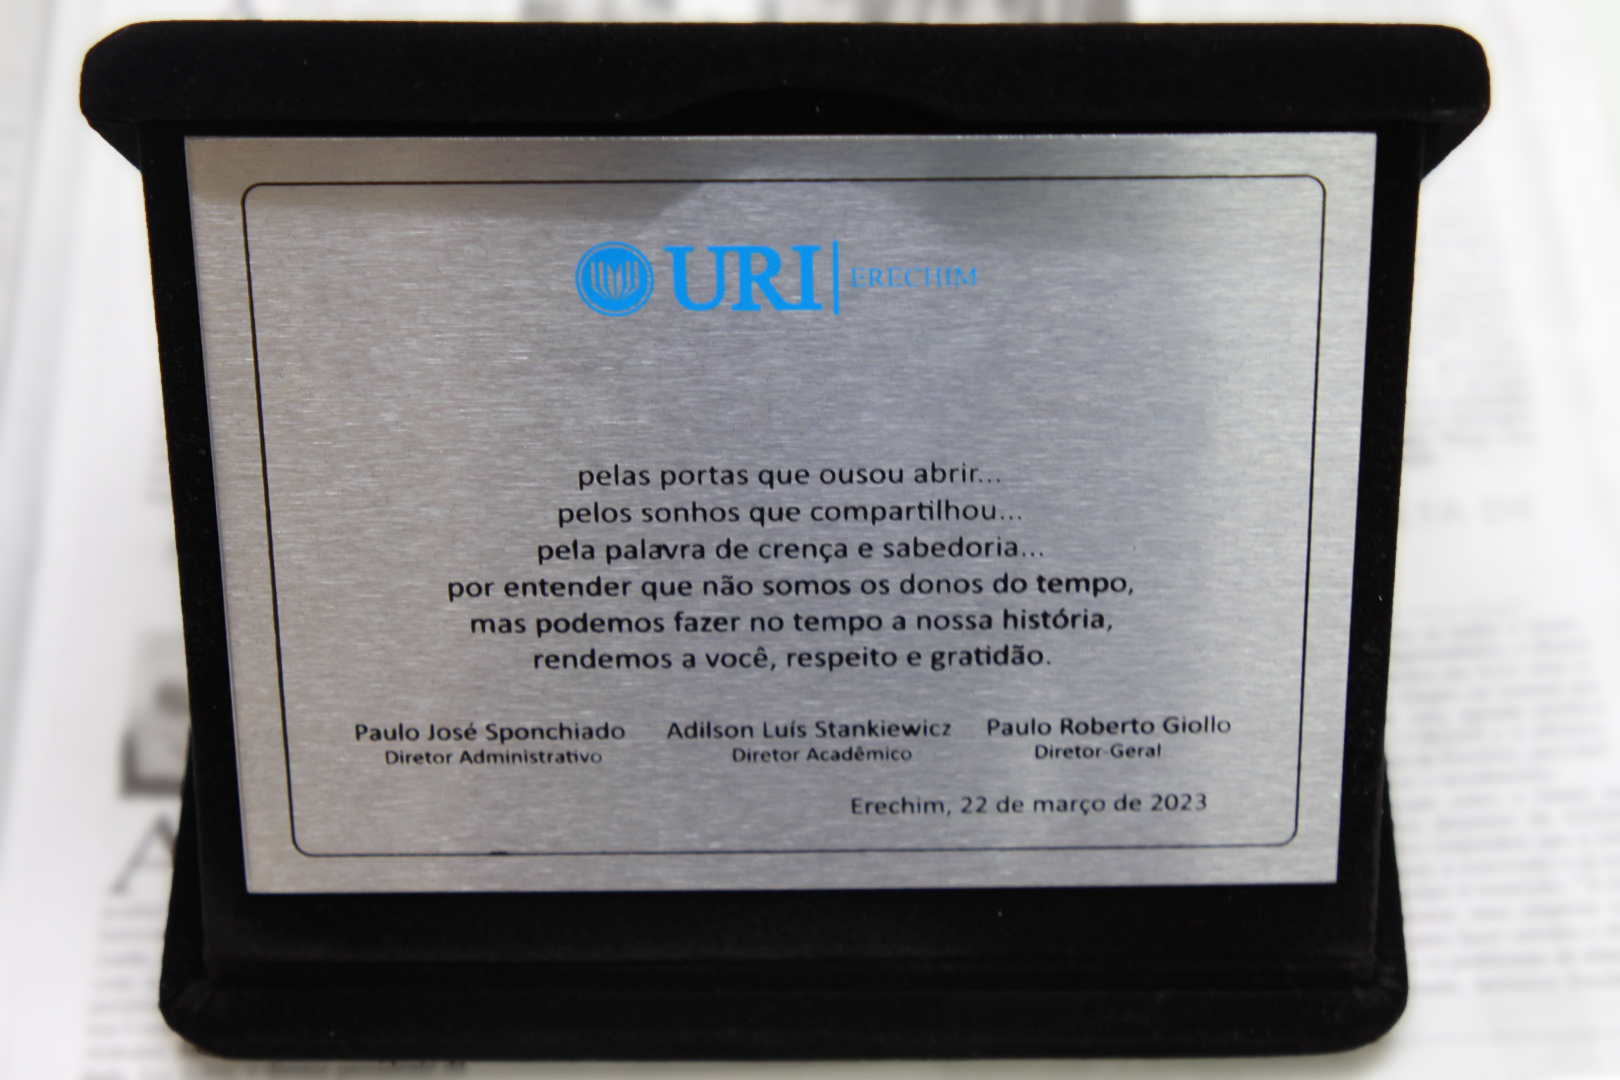 URI ERECHIM
pelas portas que ousou abrir...
pelos sonhos que compartilhou...
pela palavra de crença e sabedoria...
por entender que não somos os donos do tempo,
mas podemos fazer no tempo a nossa história,
rendemos a você, respeito e gratidão.
Paulo José Sponchiado Adilson Luís Stankiewicz Paulo Roberto Giollo
Diretor Administrativo Diretor Acadêmico Diretor-Geral
Erechim, 22 de março de 2023